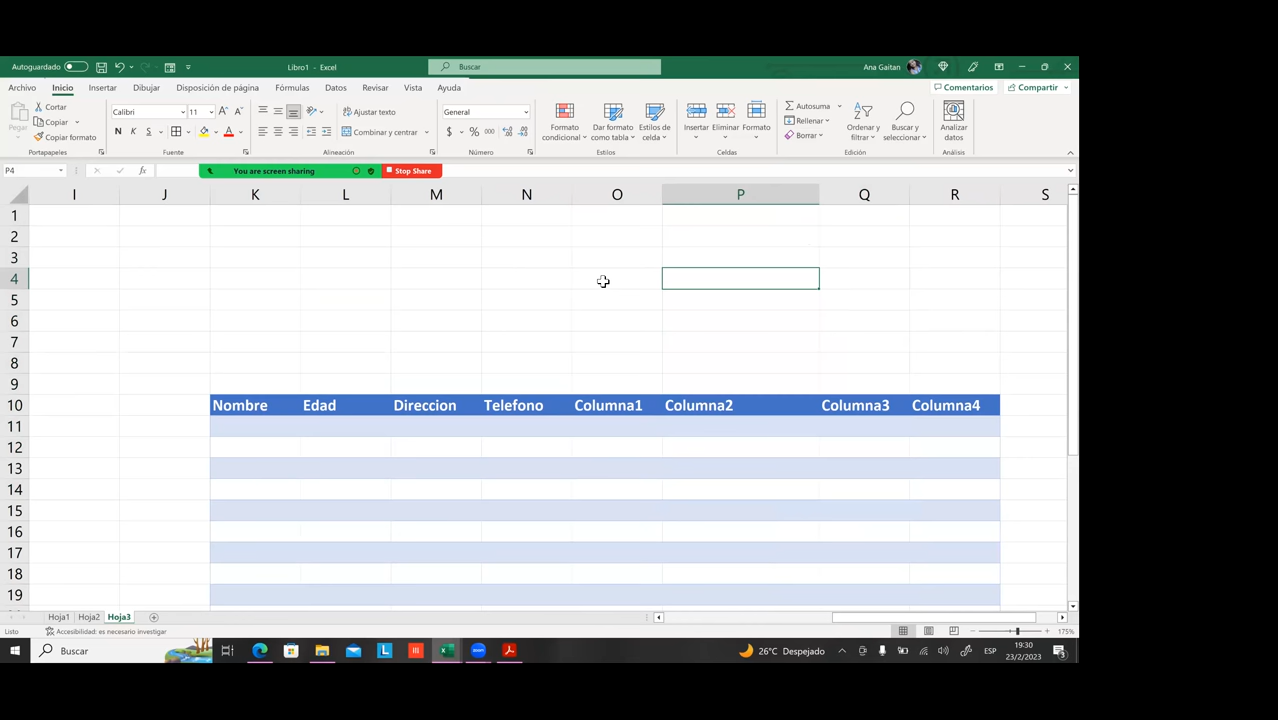 Autoguardado
Libro1 - Excel
Buscar
Ana Gaitan
Archivo Inicio Insertar Dibujar Disposición de página Fórmulas Datos Revisar Vista Ayuda
Comentarios Compartir
Pegar
Cortar
Copiar
Copiar formato
Portapapeles
Calibri 11
N K S
Fuente
Ajustar texto
Combinar y centrar
Alineación
General
$ % 000
Número
Formato condicional
Dar formato como tabla
Estilos de celda
Estilos
Insertar Eliminar Formato
Celdas
Autosuma
Rellenar
Borrar
Ordenar y filtrar
Buscar y seleccionar
Edición
Analizar datos
Análisis
P4
fx
You are screen sharing
Stop Share
I J K L M N O P Q R S
1
2
3
4
5
6
7
8
9
10 Nombre Edad Direccion Telefono Columna1 Columna2 Columna3 Columna4
11
12
13
14
15
16
17
18
19
Hoja1 Hoja2 Hoja3
Listo
Accesibilidad: es necesario investigar
175%
Buscar
26°C Despejado
ESP
19:30
23/2/2023
3